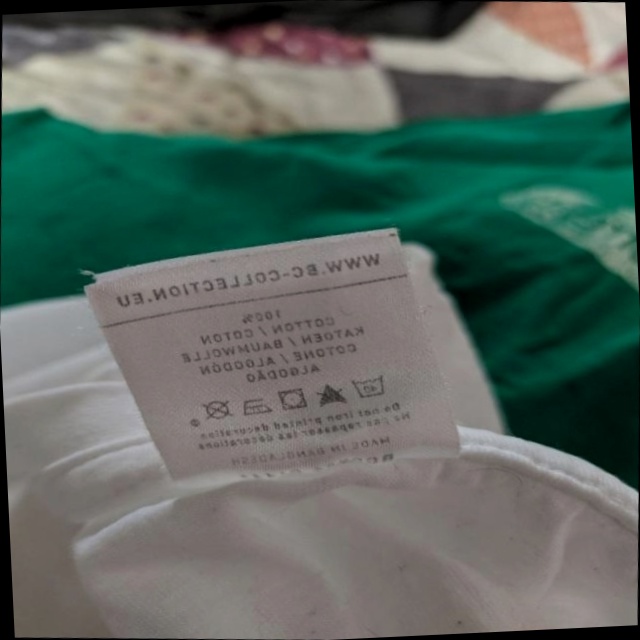 WWW.BC-COLLECTION.EU
100%
COTTON / COTON
KATOEN / BAUMWOLLE
COTONE / ALGODÓN
ALGODÃO
Do not iron printed decoration
Ne pas repasser les décorations
MADE IN BANGLADESH